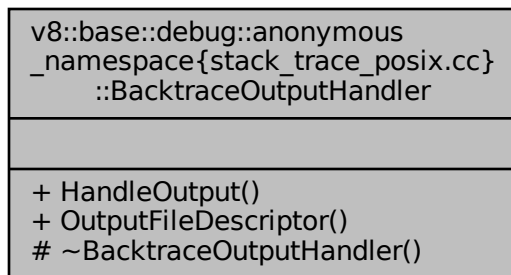 v8::base::debug::anonymous
_namespace{stack_trace_posix.cc}
::BacktraceOutputHandler
+ HandleOutput()
+ OutputFileDescriptor()
# ~BacktraceOutputHandler()